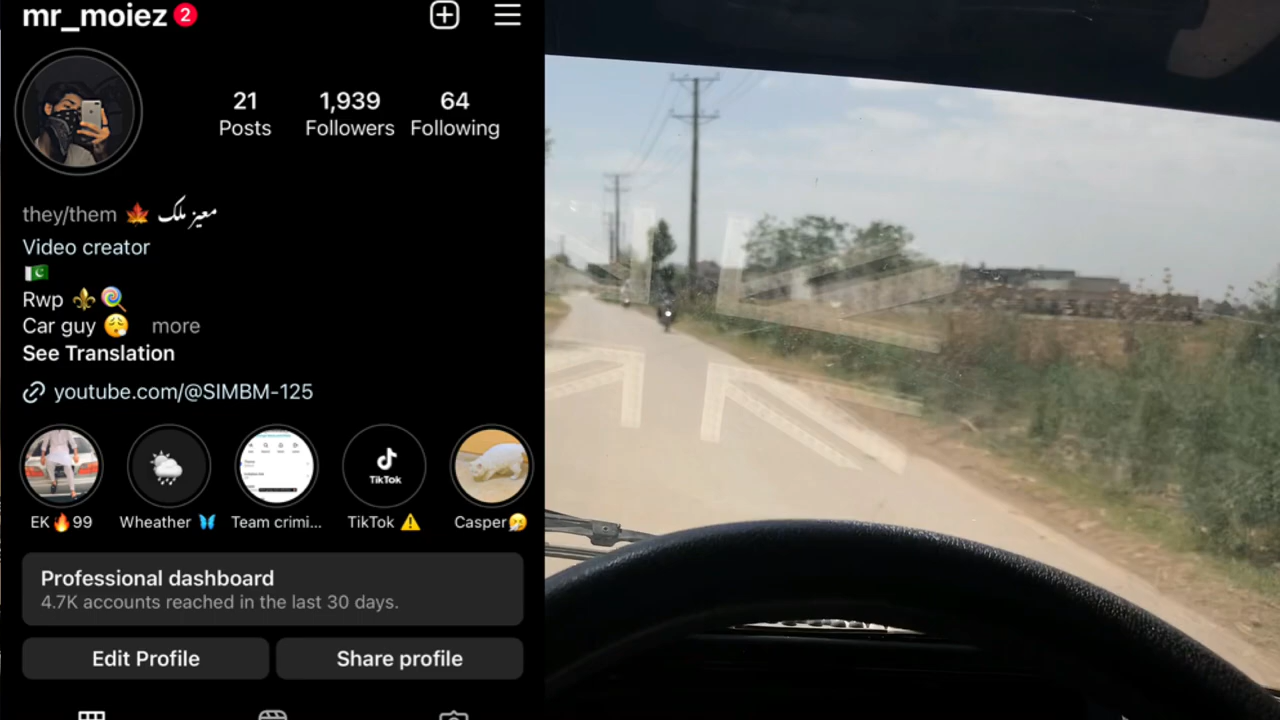 mr_moiez 2
21 1,939 64
Posts Followers Following
they/them 🍁 معیز ملک
Video creator
🇵🇰
Rwp ⚜️🍭
Car guy 😮‍💨 more
See Translation
youtube.com/@SIMBM-125
TikTok
EK🔥99 Wheather 🦋 Team crimi... TikTok ⚠️ Casper🤧
Professional dashboard
4.7K accounts reached in the last 30 days.
Edit Profile Share profile